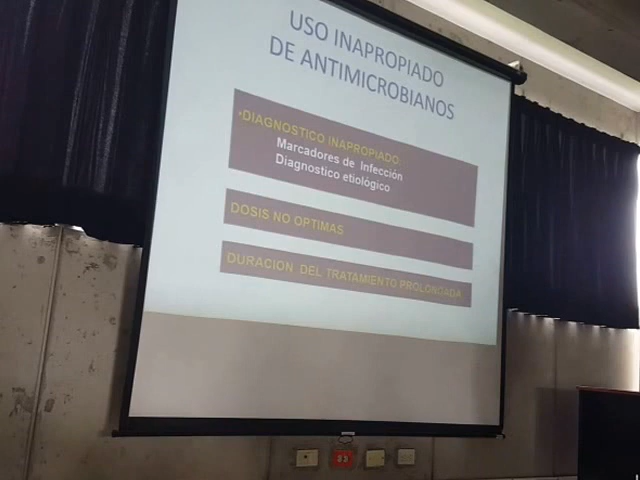 USO INAPROPIADO
DE ANTIMICROBIANOS
•DIAGNOSTICO INAPROPIADO:
Marcadores de Infección
Diagnostico etiológico
DOSIS NO OPTIMAS
DURACION DEL TRATAMIENTO PROLONGADA